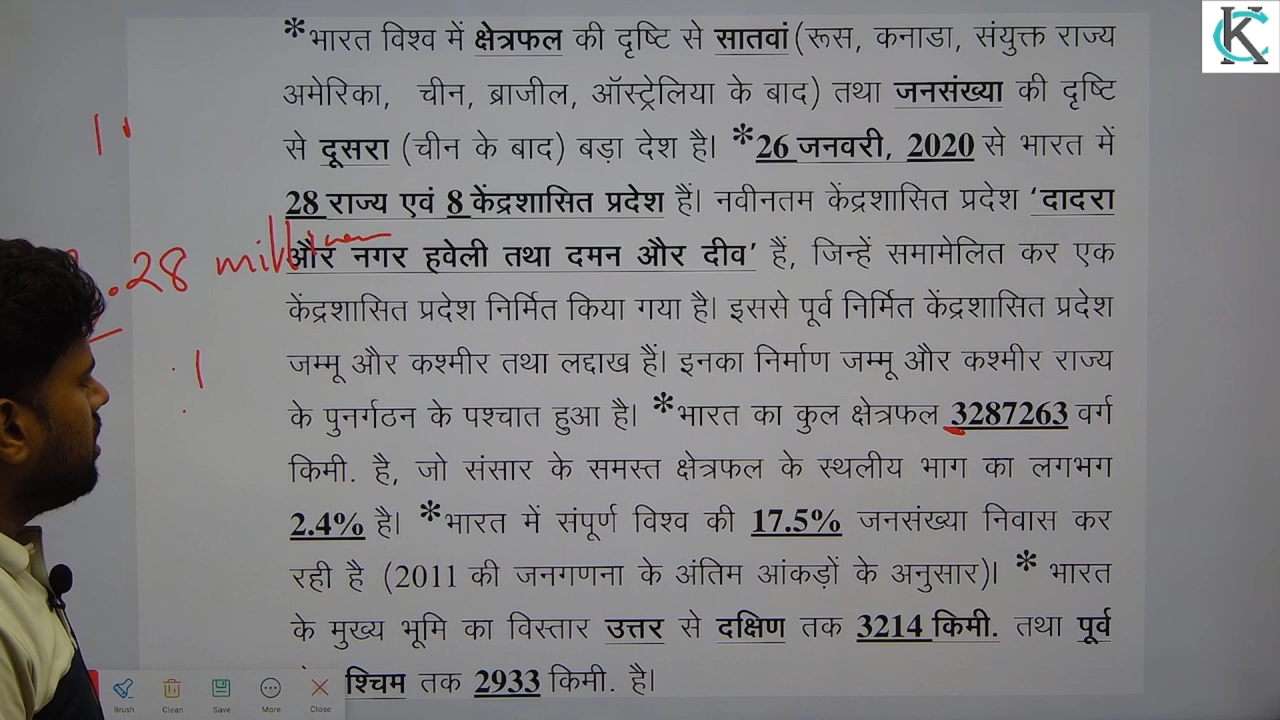 *भारत विश्व में क्षेत्रफल की दृष्टि से सातवां (रूस, कनाडा, संयुक्त राज्य
अमेरिका, चीन, ब्राजील, ऑस्ट्रेलिया के बाद) तथा जनसंख्या की दृष्टि
से दूसरा (चीन के बाद) बड़ा देश है। *26 जनवरी, 2020 से भारत में
28 राज्य एवं 8 केंद्रशासित प्रदेश हैं। नवीनतम केंद्रशासित प्रदेश ‘दादरा
और नगर हवेली तथा दमन और दीव’ हैं, जिन्हें समामेलित कर एक
केंद्रशासित प्रदेश निर्मित किया गया है। इससे पूर्व निर्मित केंद्रशासित प्रदेश
जम्मू और कश्मीर तथा लद्दाख हैं। इनका निर्माण जम्मू और कश्मीर राज्य
के पुनर्गठन के पश्चात हुआ है। *भारत का कुल क्षेत्रफल 3287263 वर्ग
किमी. है, जो संसार के समस्त क्षेत्रफल के स्थलीय भाग का लगभग
2.4% है। *भारत में संपूर्ण विश्व की 17.5% जनसंख्या निवास कर
रही है (2011 की जनगणना के अंतिम आंकड़ों के अनुसार)। * भारत
के मुख्य भूमि का विस्तार उत्तर से दक्षिण तक 3214 किमी. तथा पूर्व
श्चिम तक 2933 किमी. है।
.28 million
KC
Brush Clean Save More Close